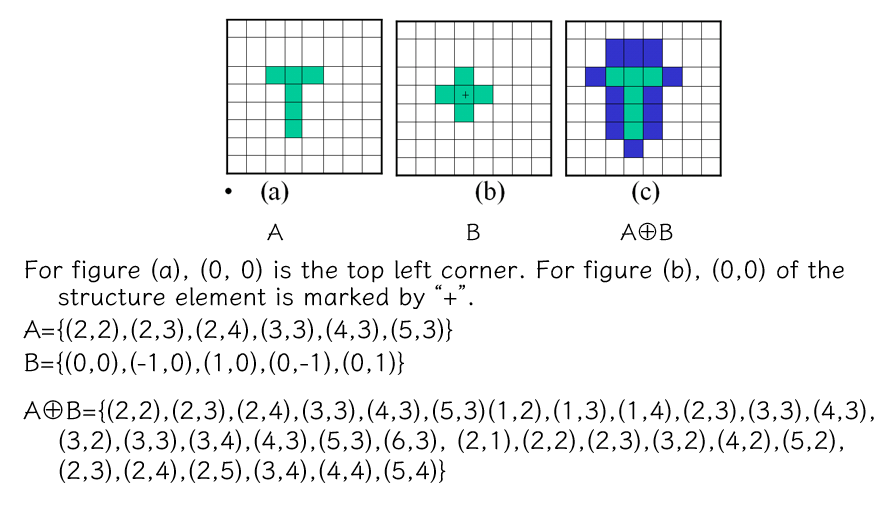 +
• (a) (b) (c)
A B A⊕B
For figure (a), (0, 0) is the top left corner. For figure (b), (0,0) of the
structure element is marked by “+”.
A={(2,2),(2,3),(2,4),(3,3),(4,3),(5,3)}
B={(0,0),(-1,0),(1,0),(0,-1),(0,1)}
A⊕B={(2,2),(2,3),(2,4),(3,3),(4,3),(5,3)(1,2),(1,3),(1,4),(2,3),(3,3),(4,3),
(3,2),(3,3),(3,4),(4,3),(5,3),(6,3), (2,1),(2,2),(2,3),(3,2),(4,2),(5,2),
(2,3),(2,4),(2,5),(3,4),(4,4),(5,4)}